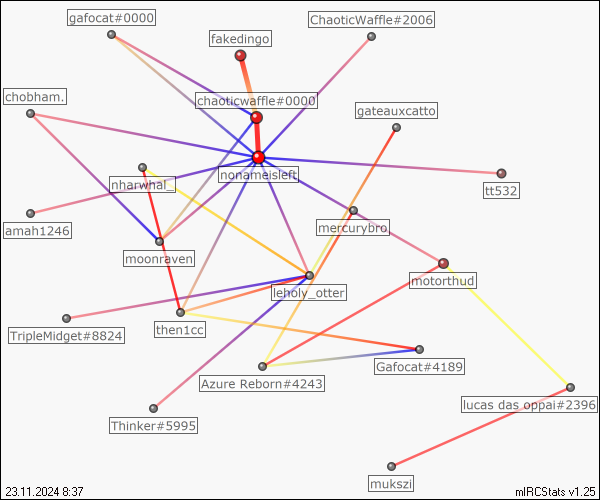 gafocat#0000
ChaoticWaffle#2006
fakedingo
chobham.
chaoticwaffle#0000
gateauxcatto
nharwhal_
nonameisleft
tt532
amah1246
mercurybro.
moonraven
motorthud
leholy_otter
TripleMidget#8824
then1cc
Gafocat#4189
Azure Reborn#4243
lucas das oppai#2396
Thinker#5995
mukszi
23.11.2024 8:37
mIRCStats v1.25